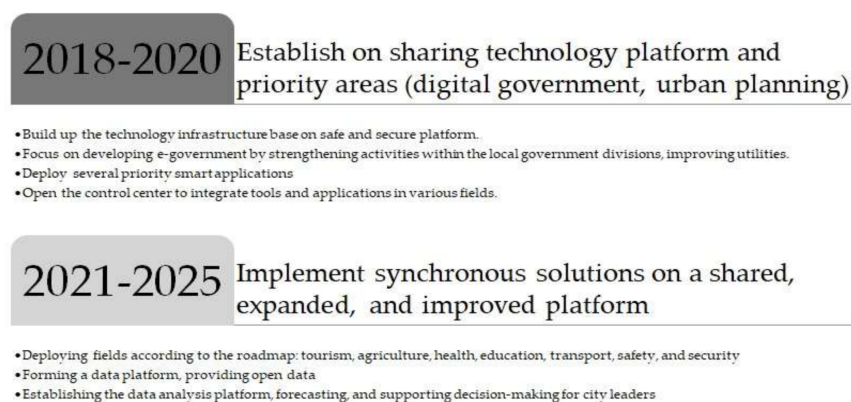 2018-2020
Establish on sharing technology platform and
priority areas (digital government, urban planning)
•Build up the technology infrastructure base on safe and secure platform.
•Focus on developing e-government by strengthening activities within the local government divisions, improving utilities.
•Deploy several priority smart applications
•Open the control center to integrate tools and applications in various fields.
2021-2025
Implement synchronous solutions on a shared,
expanded, and improved platform
•Deploying fields according to the roadmap: tourism, agriculture, health, education, transport, safety, and security
•Forming a data platform, providing open data
•Establishing the data analysis platform, forecasting, and supporting decision-making for city leaders